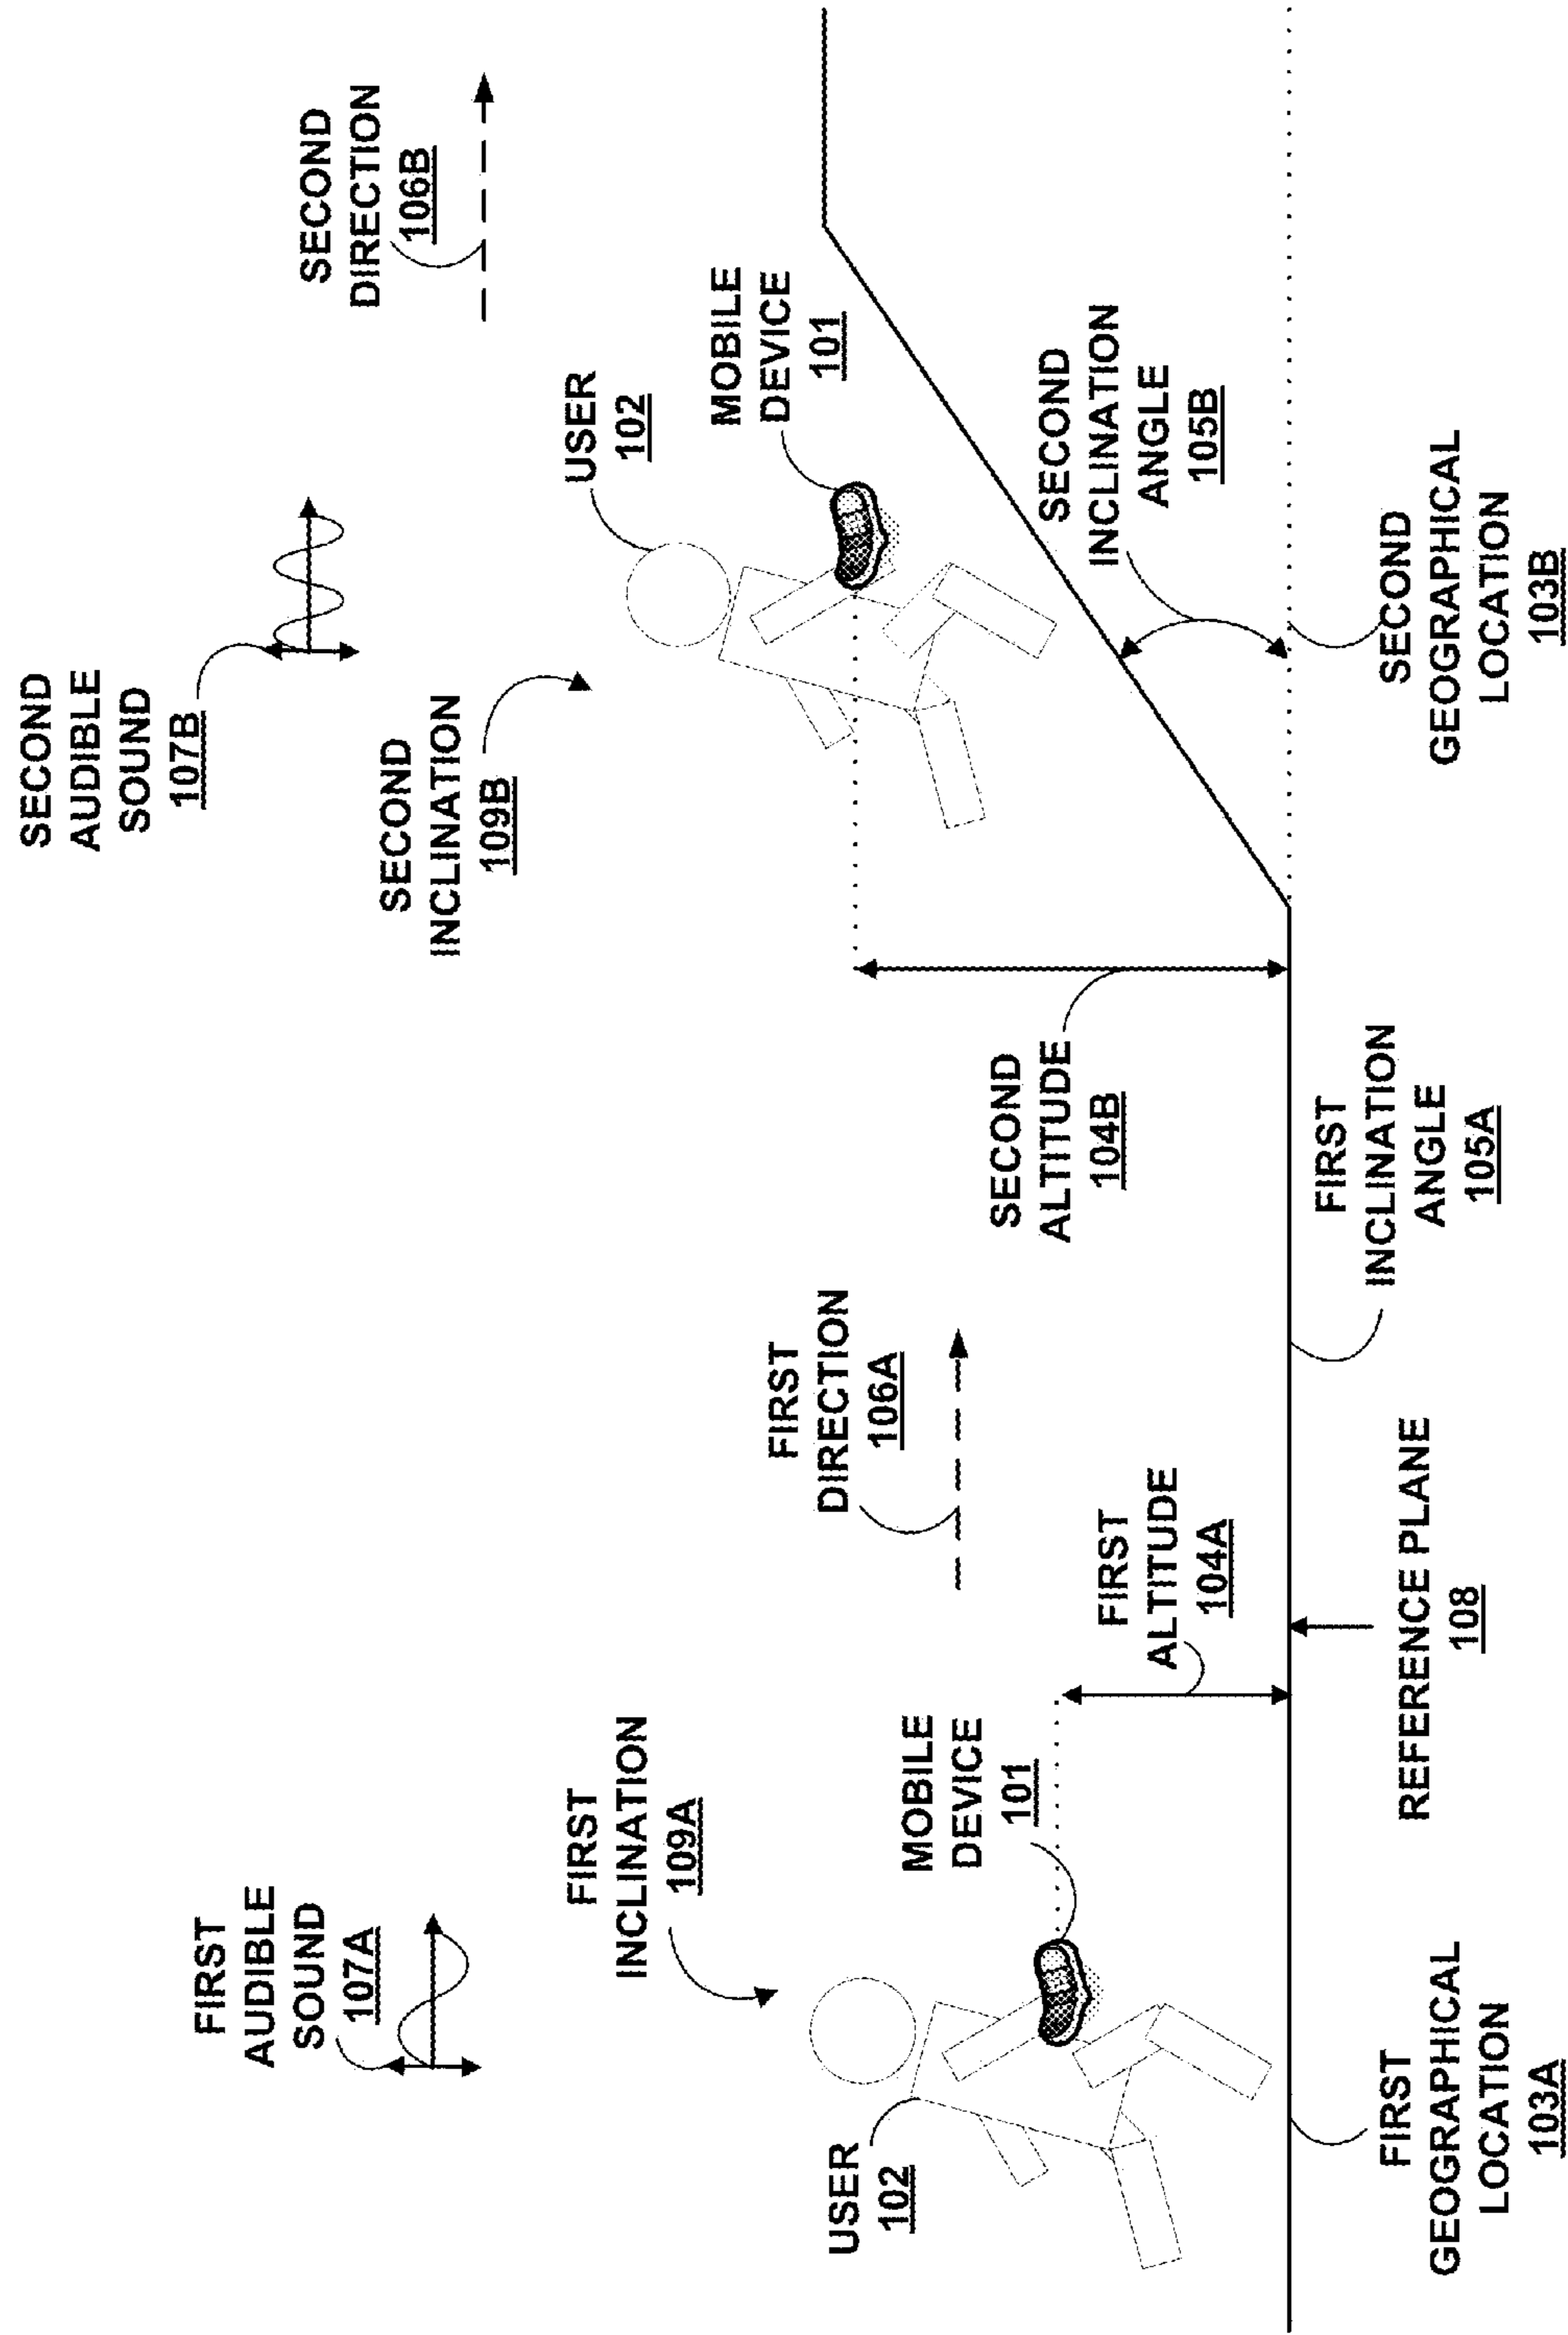 FIRST
AUDIBLE
SOUND
107A
SECOND
AUDIBLE
SOUND
107B
SECOND
DIRECTION
106B
FIRST
INCLINATION
109A
SECOND
INCLINATION
109B
USER
102
MOBILE
DEVICE
101
USER
102
MOBILE
DEVICE
101
FIRST
DIRECTION
106A
FIRST
ALTITUDE
104A
SECOND
ALTITUDE
104B
SECOND
INCLINATION
ANGLE
105B
FIRST
GEOGRAPHICAL
LOCATION
103A
REFERENCE PLANE
108
FIRST
INCLINATION
ANGLE
105A
SECOND
GEOGRAPHICAL
LOCATION
103B